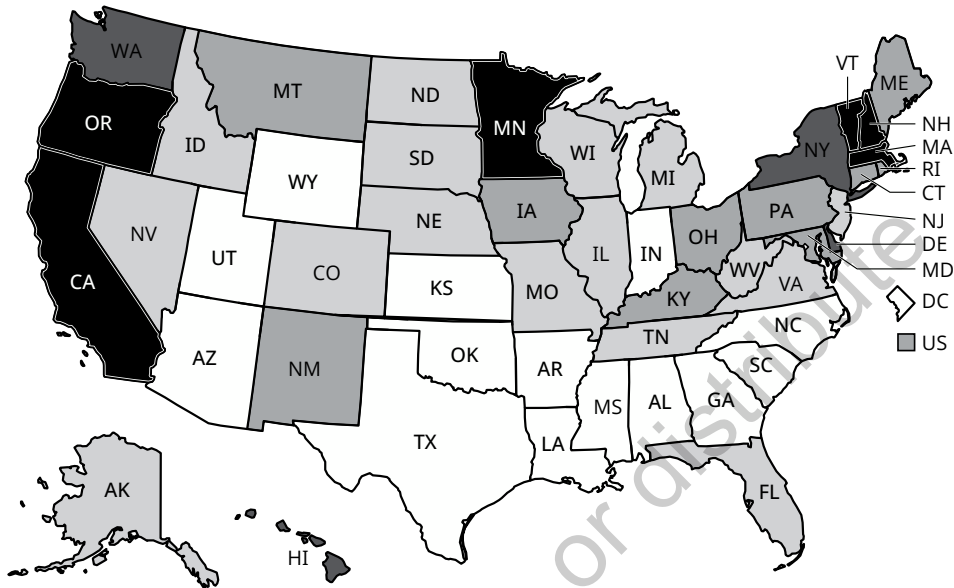 WA
MT
ND
MN
VT
ME
OR
ID
SD
WI
NY
NH
MA
RI
CT
WY
MI
NV
NE
IA
PA
NJ
DE
MD
UT
CO
IL
IN
OH
WV
VA
DC
CA
KS
MO
KY
US
AZ
NM
OK
TN
NC
AR
SC
TX
MS
AL
GA
LA
FL
AK
HI
or distribute